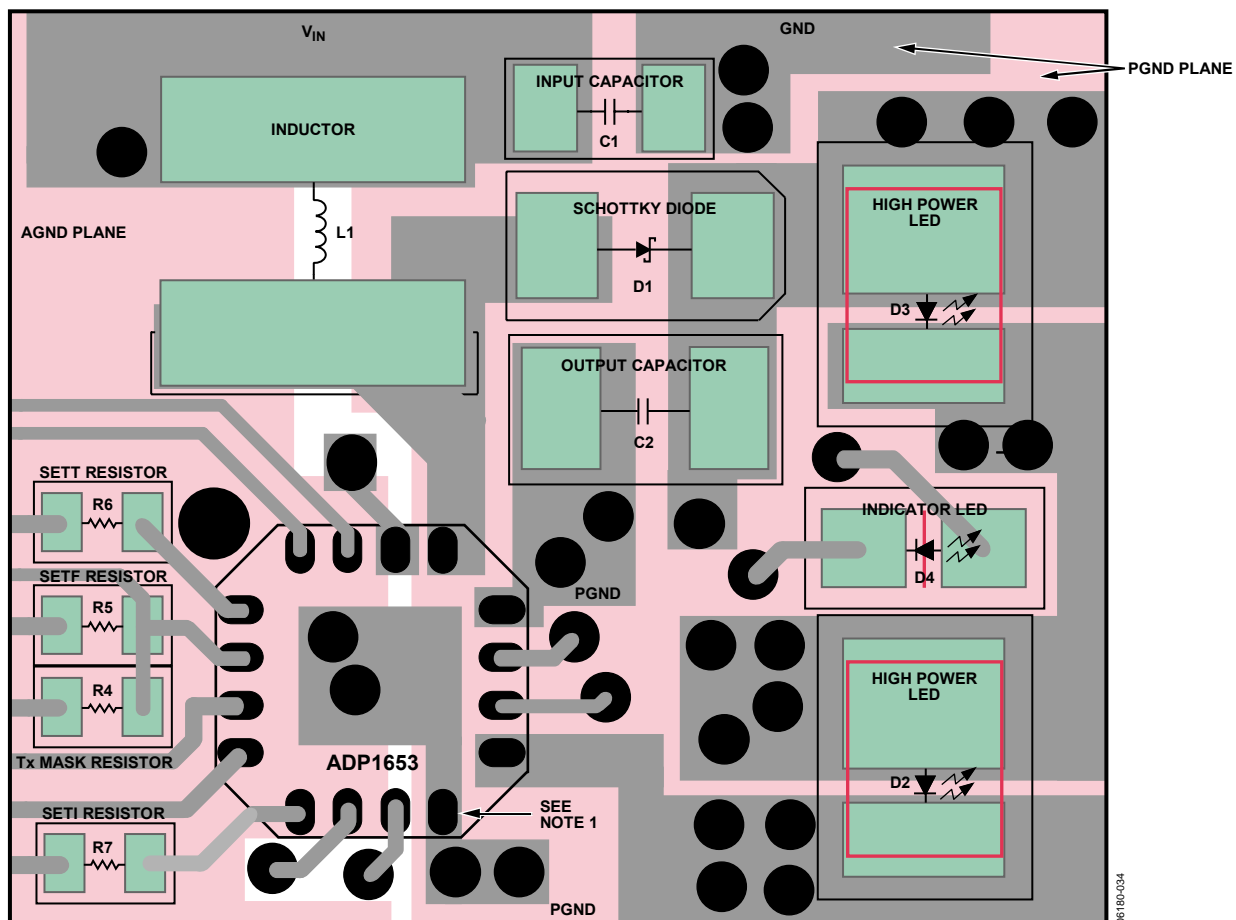 VIN
GND
PGND PLANE
INPUT CAPACITOR
C1
INDUCTOR
SCHOTTKY DIODE
HIGH POWER
LED
AGND PLANE
L1
D1
D3
OUTPUT CAPACITOR
C2
SETT RESISTOR
R6
INDICATOR LED
D4
SETF RESISTOR
R5
PGND
R4
HIGH POWER
LED
Tx MASK RESISTOR
ADP1653
D2
SETI RESISTOR
SEE
NOTE 1
R7
PGND
06180-034